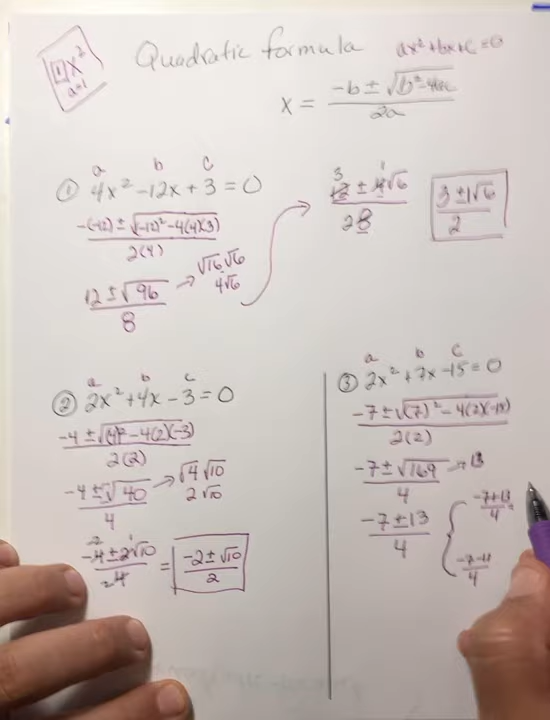 1x²
a=1
Quadratic formula
ax² + bx + c = 0
x = (-b ± √(b² - 4ac)) / 2a
a b c
① 4x² - 12x + 3 = 0
(-(-12) ± √((-12)² - 4(4)(3))) / 2(4)
(12 ± √96) / 8 → √16 √6
4√6
(12 ± 4√6) / 8
3 1
2
(3 ± 1√6) / 2
a b c
② 2x² + 4x - 3 = 0
(-4 ± √(4² - 4(2)(-3))) / 2(2)
(-4 ± √40) / 4 → √4 √10
2√10
(-4 ± 2√10) / 4 = (-2 ± √10) / 2
-2 1
2
a b c
③ 2x² + 7x - 15 = 0
(-7 ± √((7)² - 4(2)(-15))) / 2(2)
(-7 ± √169) / 4 → 13
(-7 ± 13) / 4
(-7 + 13) / 4 =